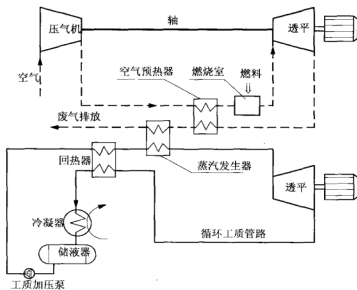 压气机
轴
透平
空气
空气预热器
燃烧室
燃料
废气排放
回热器
蒸汽发生器
透平
冷凝器
循环工质管路
储液器
工质加压泵